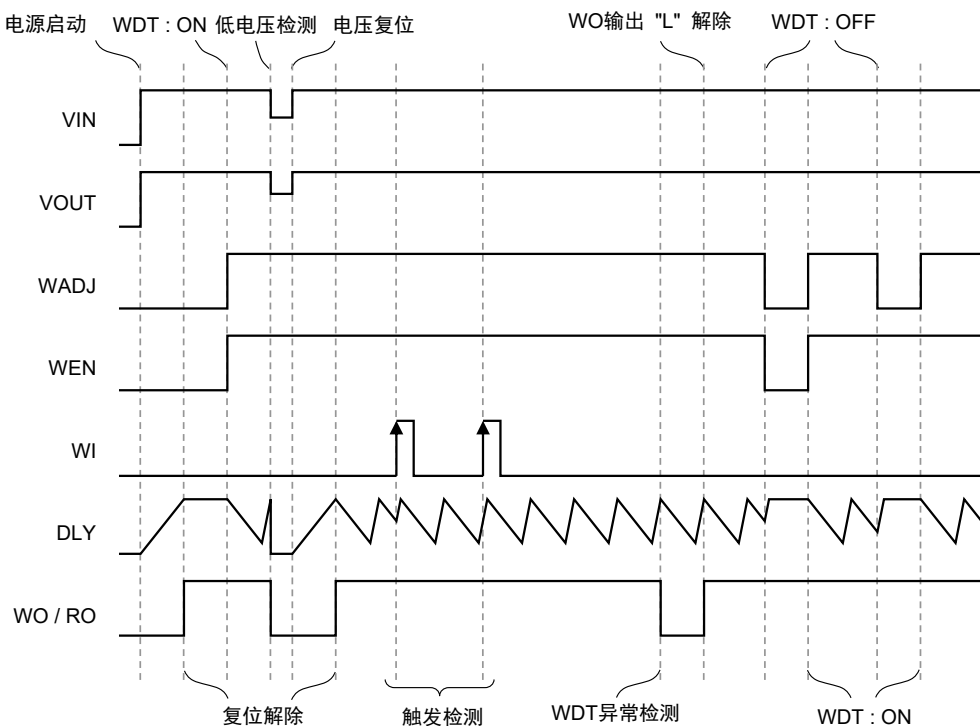 电源启动 WDT : ON 低电压检测 电压复位 WO输出 "L" 解除 WDT : OFF
VIN
VOUT
WADJ
WEN
WI
DLY
WO / RO
复位解除 触发检测 WDT异常检测 WDT : ON